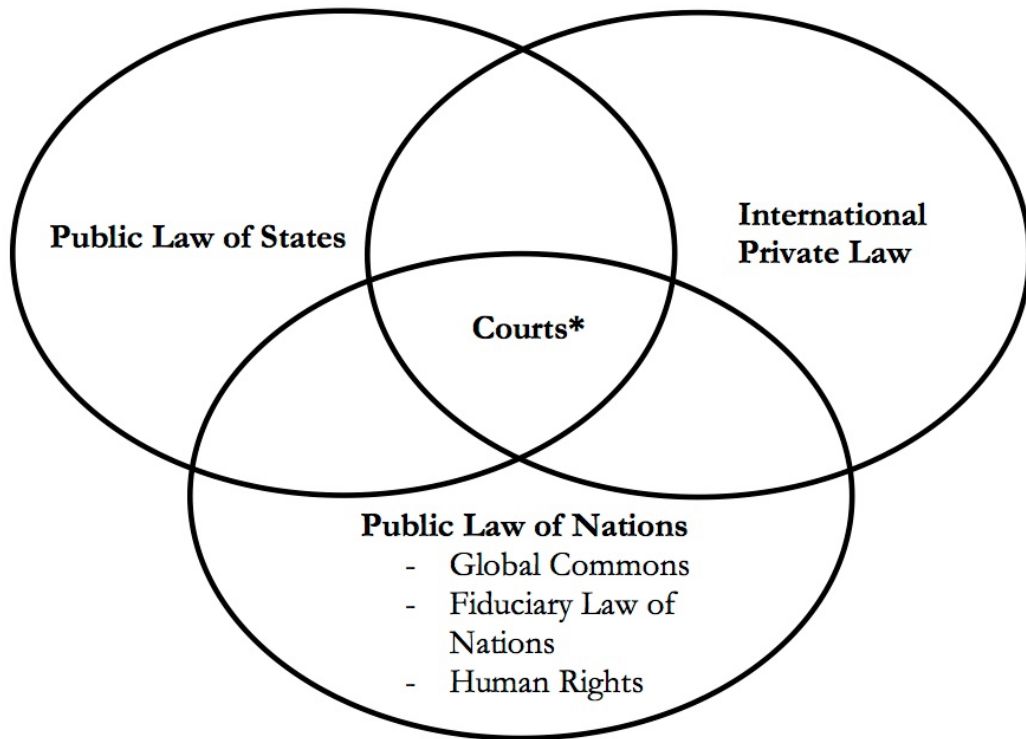 Public Law of States
International
Private Law
Courts*
Public Law of Nations
- Global Commons
- Fiduciary Law of
Nations
- Human Rights